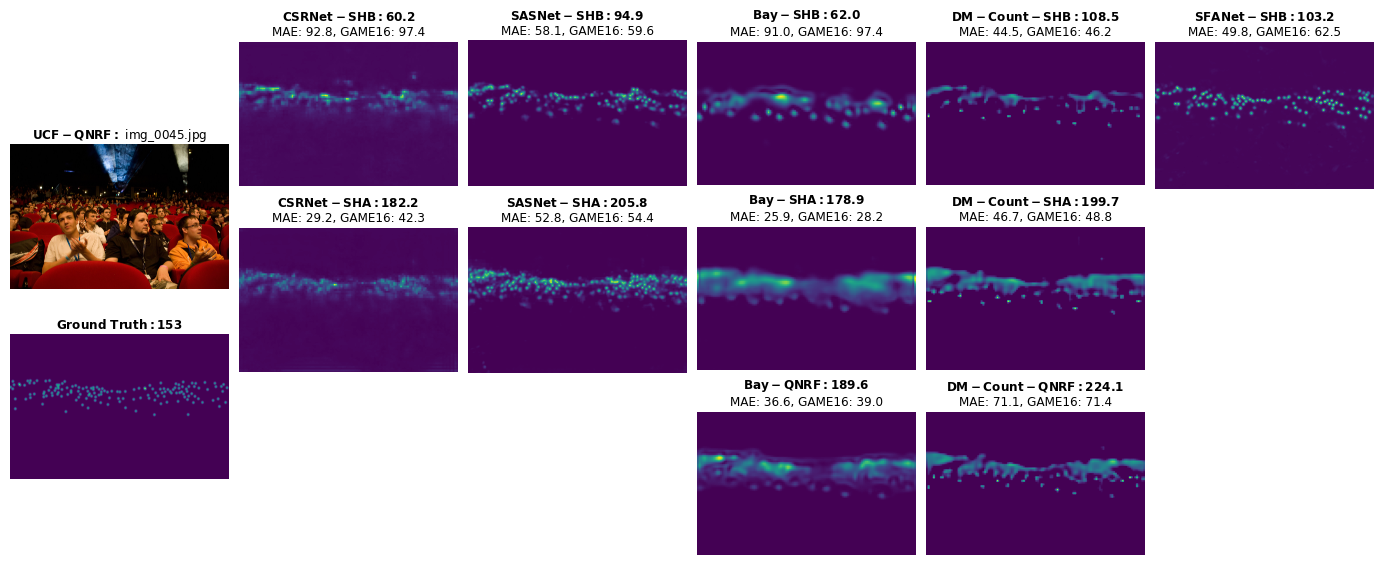 UCF−QNRF: img_0045.jpg
Ground Truth: 153
CSRNet−SHB: 60.2
MAE: 92.8, GAME16: 97.4
SASNet−SHB: 94.9
MAE: 58.1, GAME16: 59.6
Bay−SHB: 62.0
MAE: 91.0, GAME16: 97.4
DM−Count−SHB: 108.5
MAE: 44.5, GAME16: 46.2
SFANet−SHB: 103.2
MAE: 49.8, GAME16: 62.5
CSRNet−SHA: 182.2
MAE: 29.2, GAME16: 42.3
SASNet−SHA: 205.8
MAE: 52.8, GAME16: 54.4
Bay−SHA: 178.9
MAE: 25.9, GAME16: 28.2
DM−Count−SHA: 199.7
MAE: 46.7, GAME16: 48.8
Bay−QNRF: 189.6
MAE: 36.6, GAME16: 39.0
DM−Count−QNRF: 224.1
MAE: 71.1, GAME16: 71.4